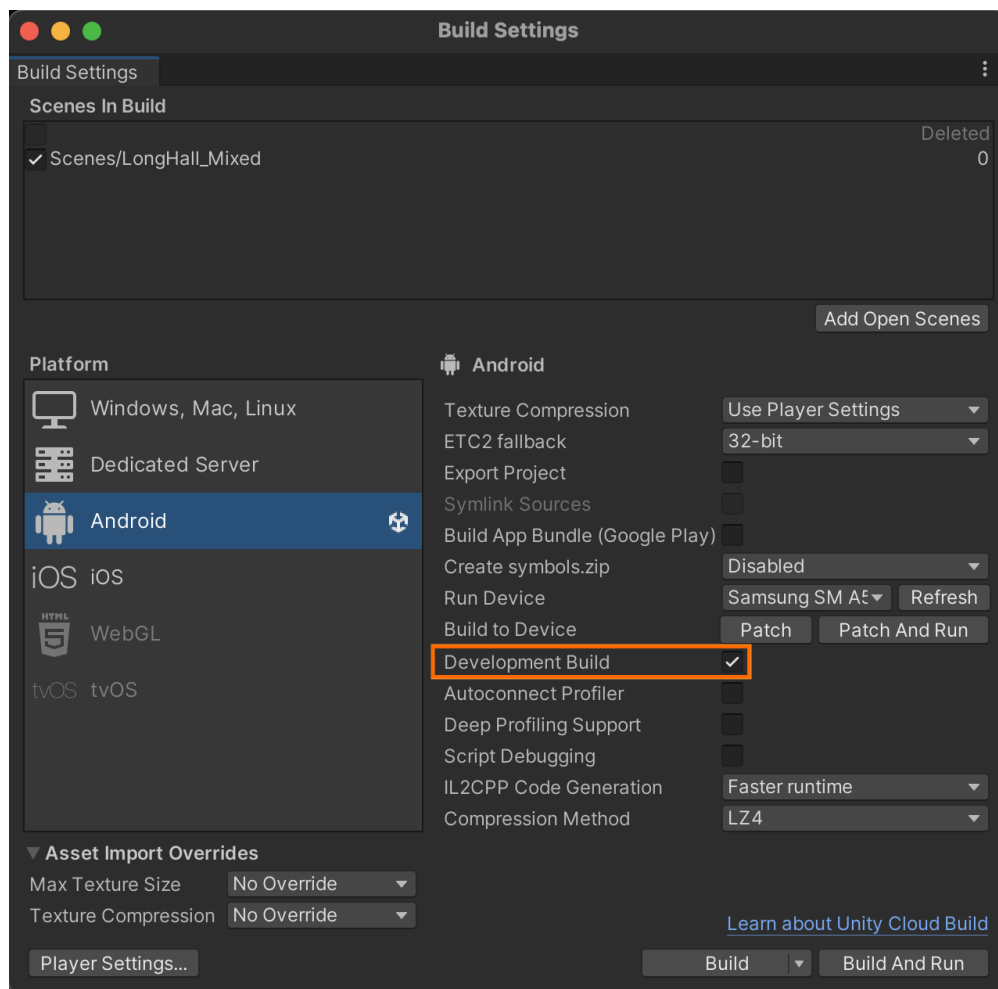 Build Settings
Build Settings
Scenes In Build
Deleted
Scenes/LongHall_Mixed 0
Add Open Scenes
Platform
Windows, Mac, Linux
Dedicated Server
Android
iOS iOS
HTML 5 WebGL
tvOS tvOS
Android
Texture Compression Use Player Settings
ETC2 fallback 32-bit
Export Project
Symlink Sources
Build App Bundle (Google Play)
Create symbols.zip Disabled
Run Device Samsung SM A5 Refresh
Build to Device Patch Patch And Run
Development Build
Autoconnect Profiler
Deep Profiling Support
Script Debugging
IL2CPP Code Generation Faster runtime
Compression Method LZ4
Asset Import Overrides
Max Texture Size No Override
Texture Compression No Override
Learn about Unity Cloud Build
Player Settings... Build Build And Run